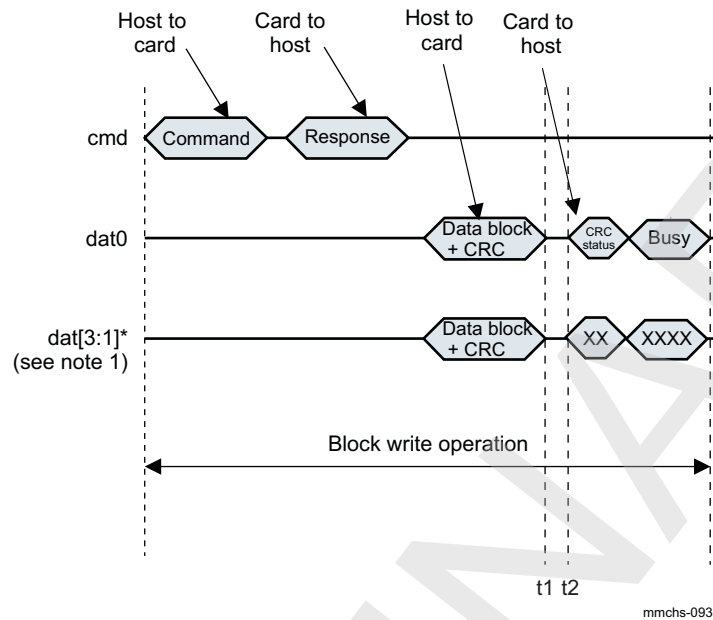 Host to
card
Card to
host
Host to
card
Card to
host
cmd
Command
Response
dat0
Data block
+ CRC
CRC
status
Busy
dat[3:1]*
(see note 1)
Data block
+ CRC
XX
XXXX
Block write operation
t1 t2
mmchs-093